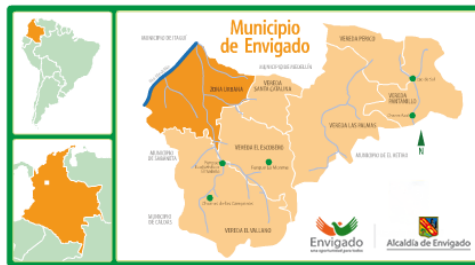 Municipio
de Envigado
MUNICIPIO DE ITAGÜÍ
ZONA URBANA
VEREDA
SANTA CATALINA
VEREDA PERICO
VEREDA
PANTANILLO
VEREDA LAS PALMAS
VEREDA EL ESCOBERO
MUNICIPIO
DE SABANETA
MUNICIPIO DE EL RETIRO
MUNICIPIO
DE CALDAS
VEREDA EL VALLANO
N
Envigado
Alcaldía de Envigado